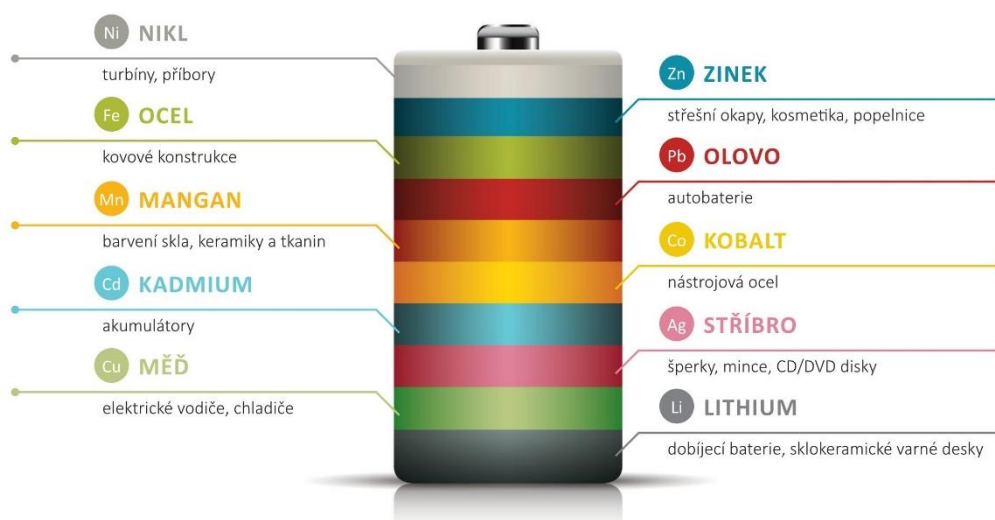 Ni NIKL
turbíny, příbory
Fe OCEL
kovové konstrukce
Mn MANGAN
barvení skla, keramiky a tkanin
Cd KADMIUM
akumulátory
Cu MĚĎ
elektrické vodiče, chladiče
Zn ZINEK
střešní okapy, kosmetika, popelnice
Pb OLOVO
autobaterie
Co KOBALT
nástrojová ocel
Ag STŘÍBRO
šperky, mince, CD/DVD disky
Li LITHIUM
dobíjecí baterie, sklokeramické varné desky